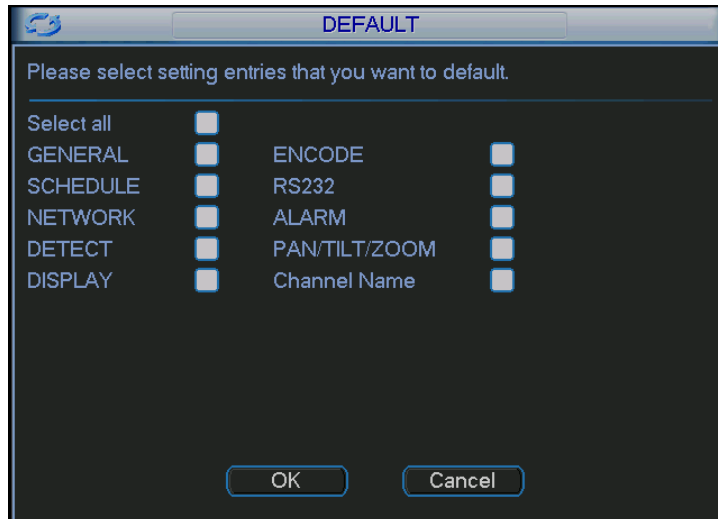 DEFAULT
Please select setting entries that you want to default.
Select all
GENERAL ENCODE
SCHEDULE RS232
NETWORK ALARM
DETECT PAN/TILT/ZOOM
DISPLAY Channel Name
OK Cancel